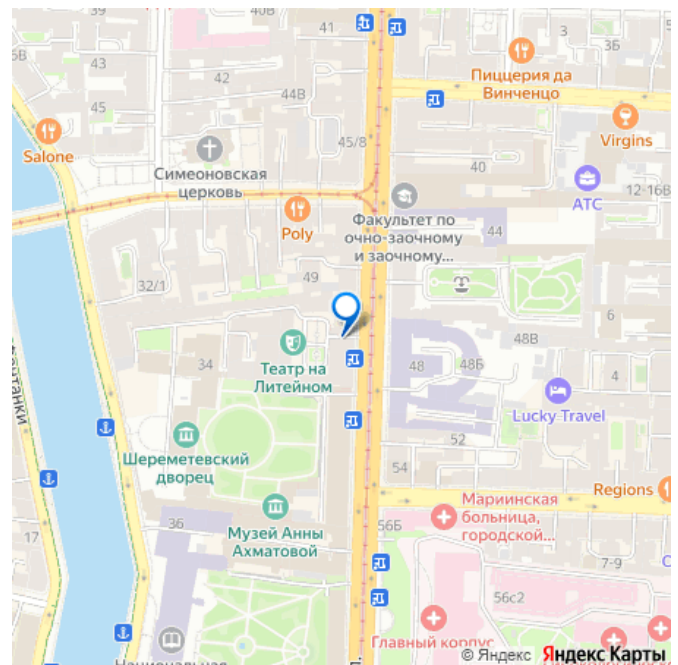 39
40В
41
3
3Б
5В
Пиццерия да
Винченцо
43
42
44В
45
Salone
45/8
Virgins
Симеоновская
церковь
40
12-16В
АТС
Poly
Факультет по
очно-заочному
и заочному...
44
32/1
49
6
48В
34
Театр на
Литейном
48
48Б
4
Lucky Travel
Фонтанки
Шереметевский
дворец
52
54
Regions
Мариинская
больница,
городской...
36
Музей Анны
Ахматовой
56Б
17
7-9
56с2
Главный корпус
Национальная
© Яндекс Яндекс Карты